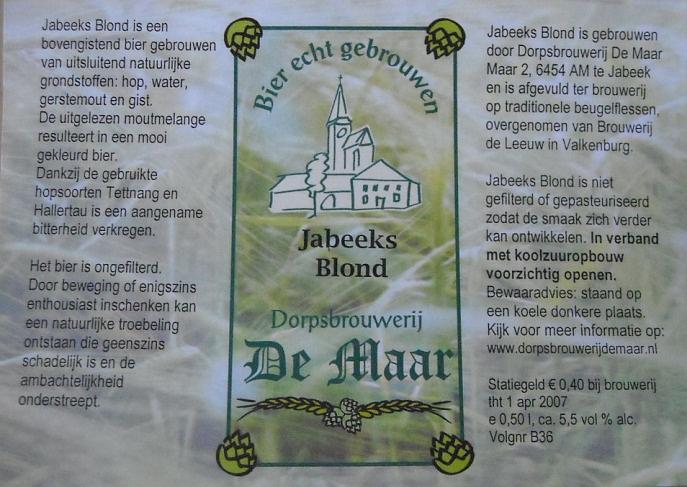 Jabeeks Blond is een
bovengistend bier gebrouwen
van uitsluitend natuurlijke
grondstoffen: hop, water,
gerstemout en gist.
De uitgelezen moutmelange
resulteert in een mooi
gekleurd bier.
Dankzij de gebruikte
hopsoorten Tettnang en
Hallertau is een aangename
bitterheid verkregen.
Het bier is ongefilterd.
Door beweging of enigszins
enthousiast inschenken kan
een natuurlijke troebeling
ontstaan die geenszins
schadelijk is en de
ambachtelijkheid
onderstreept.
Bier echt gebrouwen
Jabeeks
Blond
Dorpsbrouwerij
De Maar
Jabeeks Blond is gebrouwen
door Dorpsbrouwerij De Maar
Maar 2, 6454 AM te Jabeek
en is afgevuld ter brouwerij
op traditionele beugelflessen,
overgenomen van Brouwerij
de Leeuw in Valkenburg.
Jabeeks Blond is niet
gefilterd of gepasteuriseerd
zodat de smaak zich verder
kan ontwikkelen. In verband
met koolzuuropbouw
voorzichtig openen.
Bewaaradvies: staand op
een koele donkere plaats.
Kijk voor meer informatie op:
www.dorpsbrouwerijdemaar.nl
Statiegeld € 0,40 bij brouwerij
tht 1 apr 2007
e 0,50 l, ca. 5,5 vol % alc.
Volgnr B36